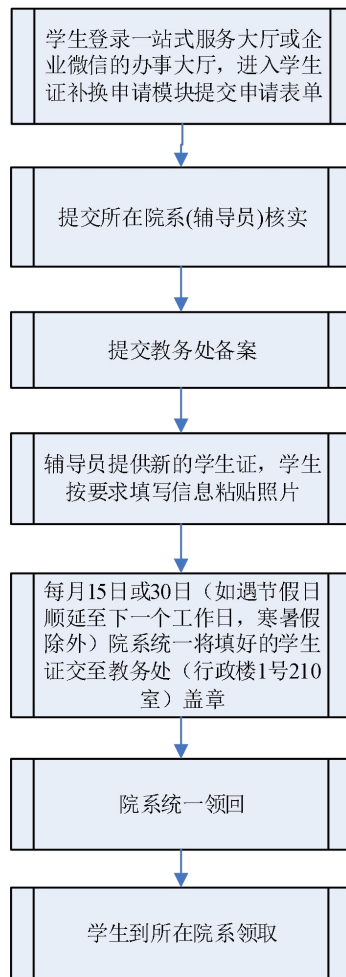 学生登录一站式服务大厅或企
业微信的办事大厅，进入学生
证补换申请模块提交申请表单
提交所在院系(辅导员)核实
提交教务处备案
辅导员提供新的学生证，学生
按要求填写信息粘贴照片
每月15日或30日（如遇节假日
顺延至下一个工作日，寒暑假
除外）院系统一将填好的学生
证交至教务处（行政楼1号210
室）盖章
院系统一领回
学生到所在院系领取